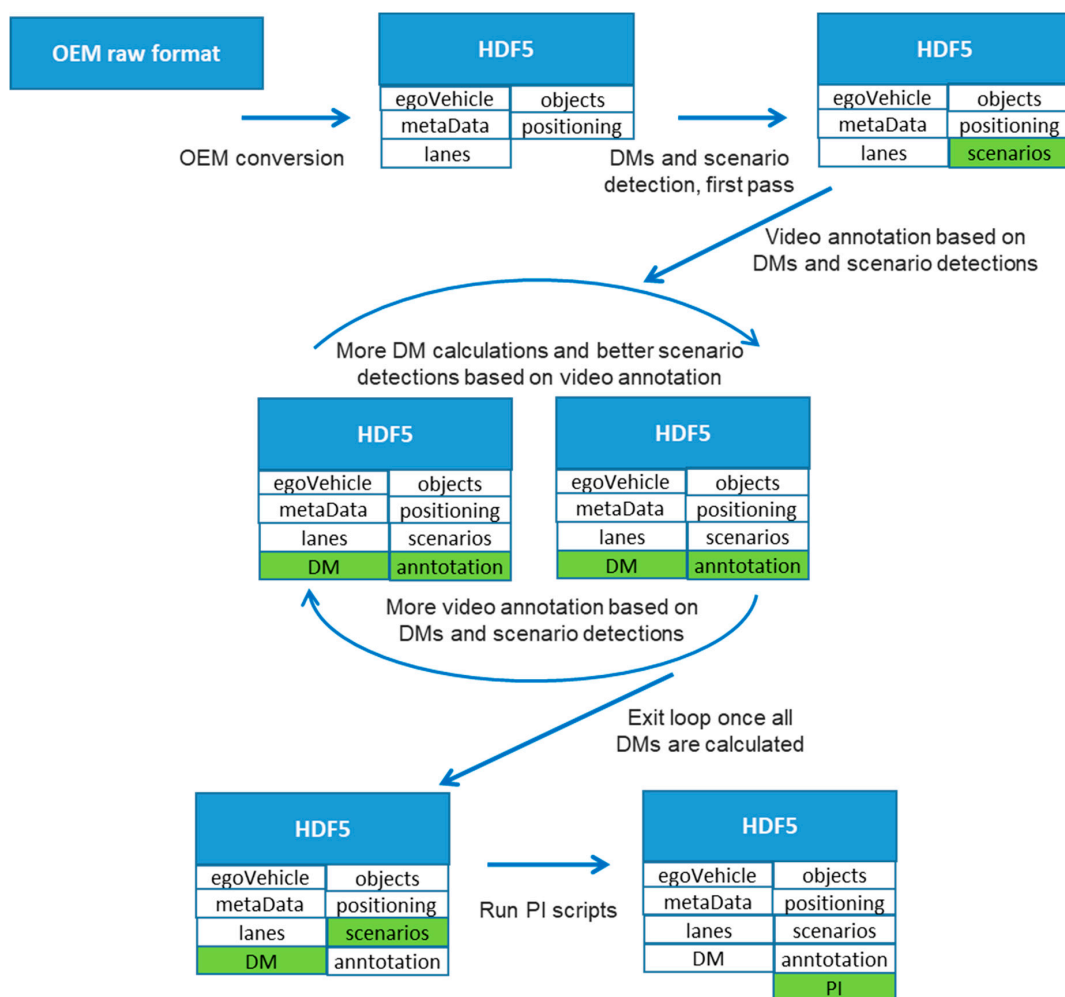 OEM raw format
HDF5
HDF5
egoVehicle objects
metaData positioning
lanes
egoVehicle objects
metaData positioning
lanes scenarios
OEM conversion
DMs and scenario
detection, first pass
Video annotation based on
DMs and scenario detections
More DM calculations and better scenario
detections based on video annotation
HDF5
egoVehicle objects
metaData positioning
lanes scenarios
DM anntotation
HDF5
egoVehicle objects
metaData positioning
lanes scenarios
DM anntotation
More video annotation based on
DMs and scenario detections
Exit loop once all
DMs are calculated
HDF5
egoVehicle objects
metaData positioning
lanes scenarios
DM anntotation
Run PI scripts
HDF5
egoVehicle objects
metaData positioning
lanes scenarios
DM anntotation
PI